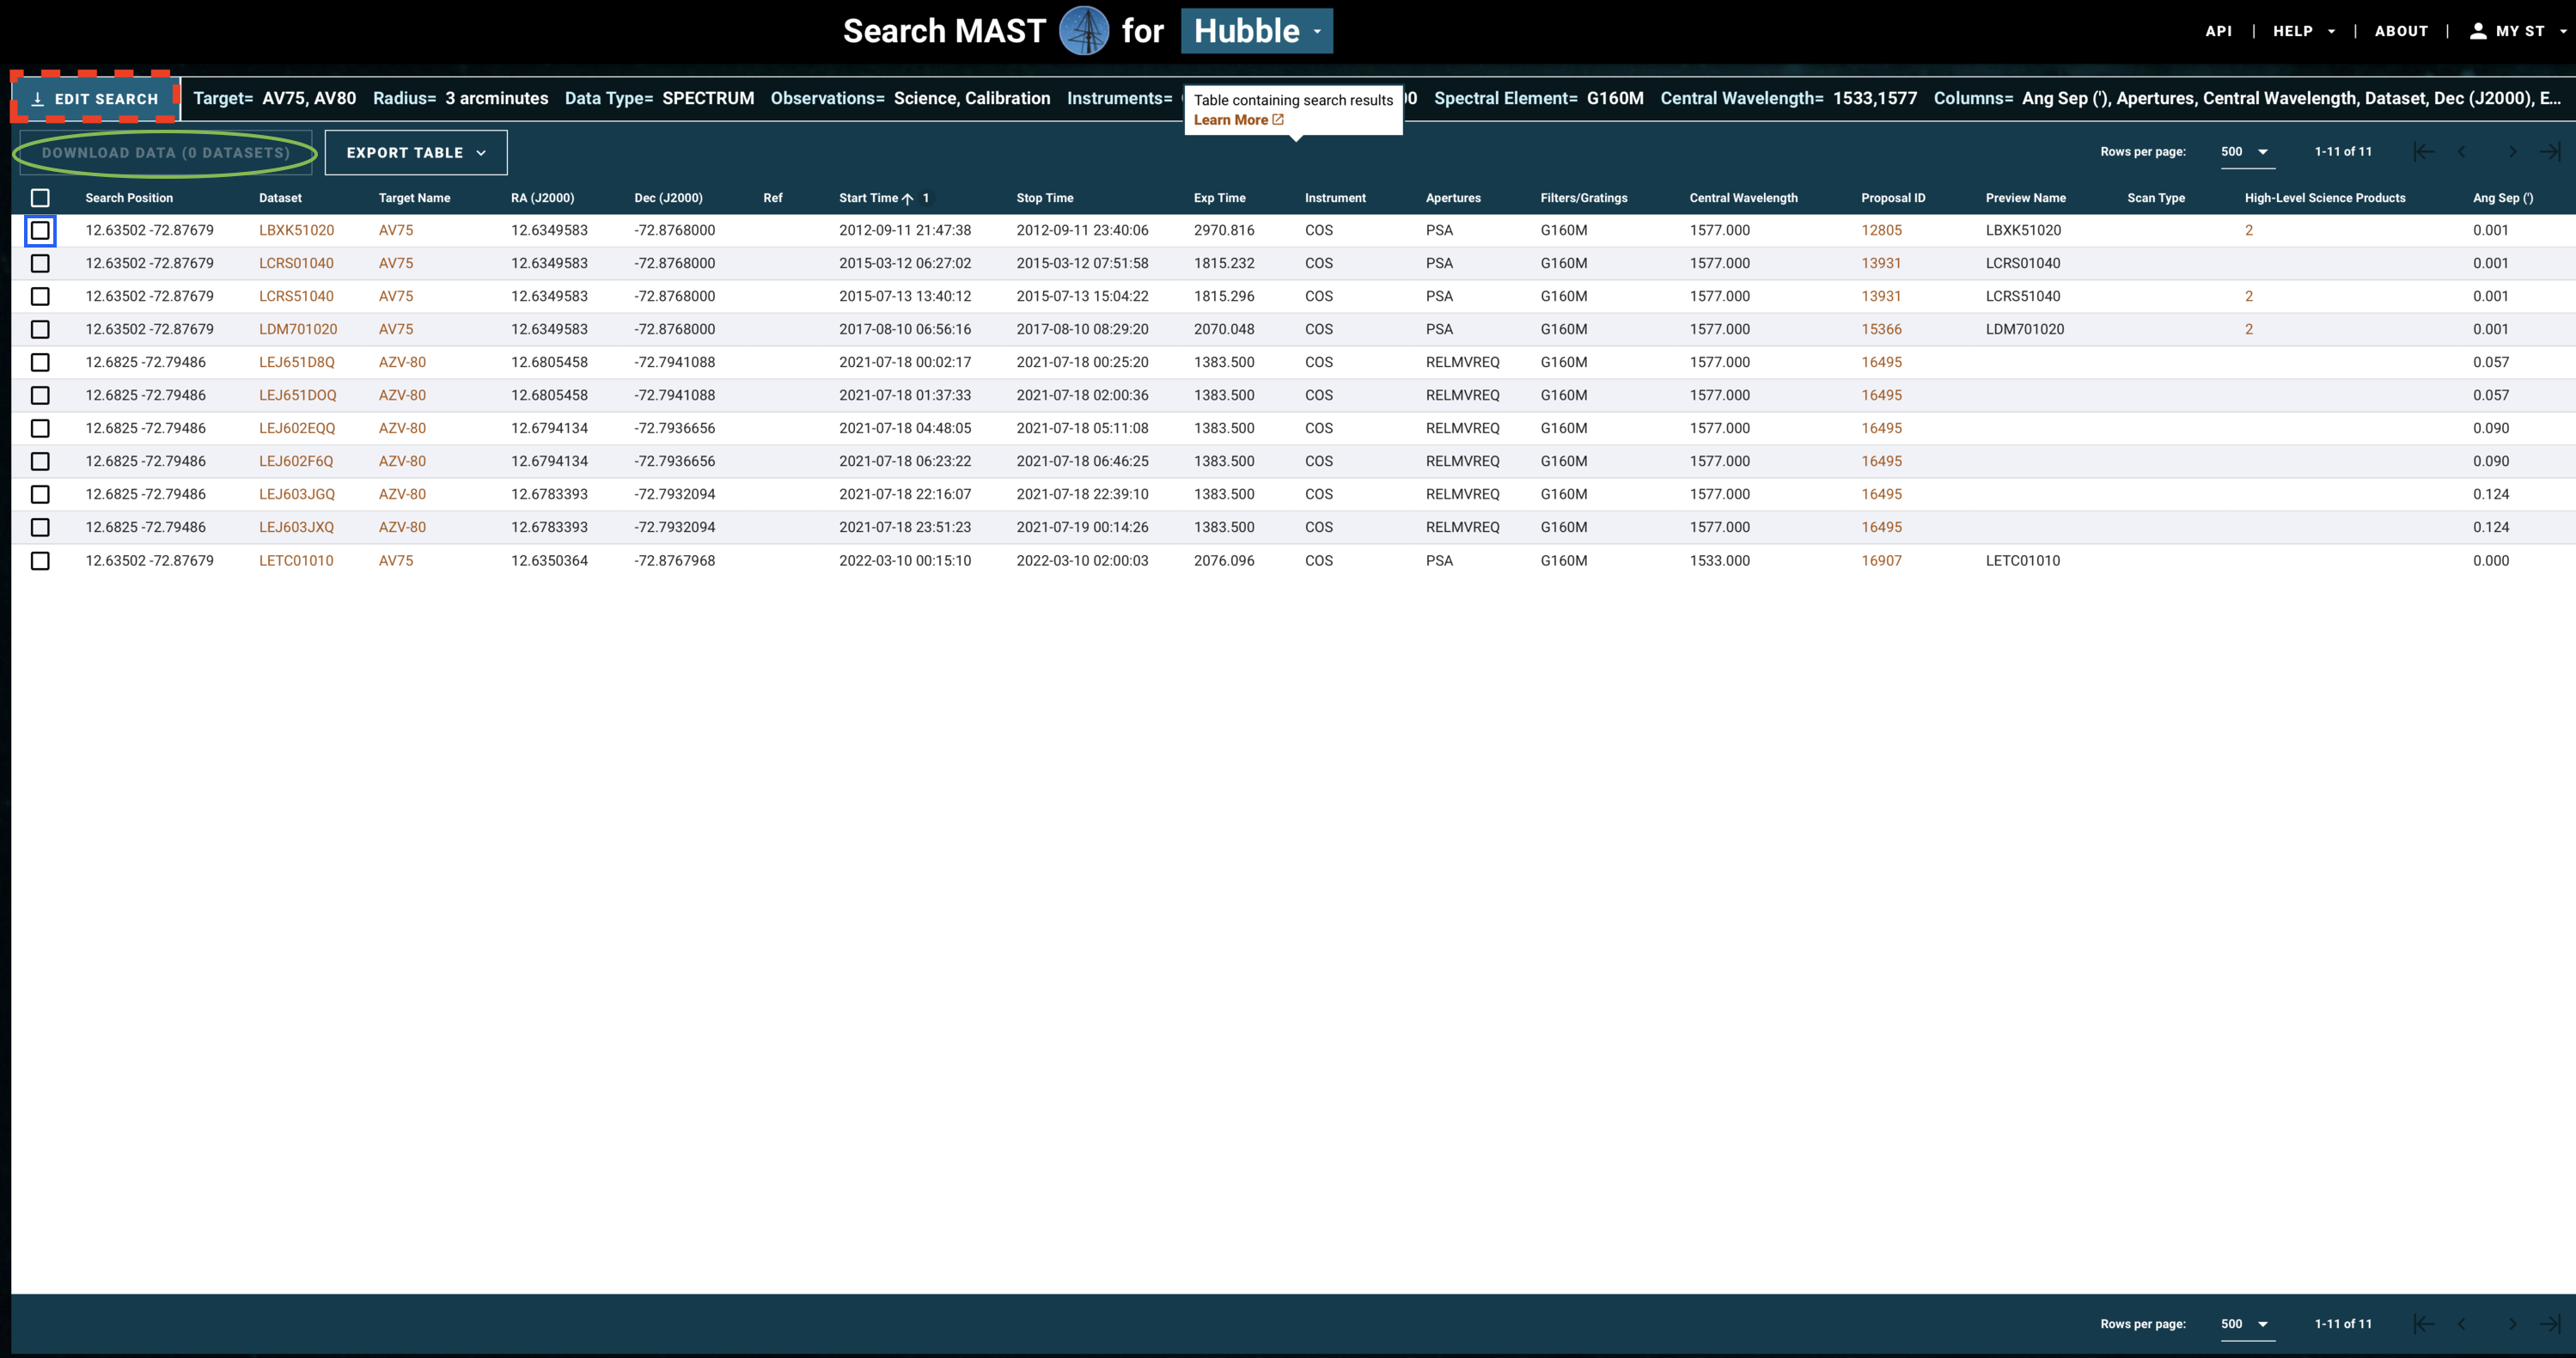 Search MAST for Hubble
API | HELP | ABOUT | MY ST
EDIT SEARCH Target= AV75, AV80 Radius= 3 arcminutes Data Type= SPECTRUM Observations= Science, Calibration Instruments= Spectral Element= G160M Central Wavelength= 1533,1577 Columns= Ang Sep ('), Apertures, Central Wavelength, Dataset, Dec (J2000), E...
Table containing search results
Learn More
DOWNLOAD DATA (0 DATASETS) EXPORT TABLE Rows per page: 500 1-11 of 11
Search Position Dataset Target Name RA (J2000) Dec (J2000) Ref Start Time 1 Stop Time Exp Time Instrument Apertures Filters/Gratings Central Wavelength Proposal ID Preview Name Scan Type High-Level Science Products Ang Sep (')
12.63502 -72.87679 LBXK51020 AV75 12.6349583 -72.8768000 2012-09-11 21:47:38 2012-09-11 23:40:06 2970.816 COS PSA G160M 1577.000 12805 LBXK51020 2 0.001
12.63502 -72.87679 LCRS01040 AV75 12.6349583 -72.8768000 2015-03-12 06:27:02 2015-03-12 07:51:58 1815.232 COS PSA G160M 1577.000 13931 LCRS01040 0.001
12.63502 -72.87679 LCRS51040 AV75 12.6349583 -72.8768000 2015-07-13 13:40:12 2015-07-13 15:04:22 1815.296 COS PSA G160M 1577.000 13931 LCRS51040 2 0.001
12.63502 -72.87679 LDM701020 AV75 12.6349583 -72.8768000 2017-08-10 06:56:16 2017-08-10 08:29:20 2070.048 COS PSA G160M 1577.000 15366 LDM701020 2 0.001
12.6825 -72.79486 LEJ651D8Q AZV-80 12.6805458 -72.7941088 2021-07-18 00:02:17 2021-07-18 00:25:20 1383.500 COS RELMVREQ G160M 1577.000 16495 0.057
12.6825 -72.79486 LEJ651DOQ AZV-80 12.6805458 -72.7941088 2021-07-18 01:37:33 2021-07-18 02:00:36 1383.500 COS RELMVREQ G160M 1577.000 16495 0.057
12.6825 -72.79486 LEJ602EQQ AZV-80 12.6794134 -72.7936656 2021-07-18 04:48:05 2021-07-18 05:11:08 1383.500 COS RELMVREQ G160M 1577.000 16495 0.090
12.6825 -72.79486 LEJ602F6Q AZV-80 12.6794134 -72.7936656 2021-07-18 06:23:22 2021-07-18 06:46:25 1383.500 COS RELMVREQ G160M 1577.000 16495 0.090
12.6825 -72.79486 LEJ603JGQ AZV-80 12.6783393 -72.7932094 2021-07-18 22:16:07 2021-07-18 22:39:10 1383.500 COS RELMVREQ G160M 1577.000 16495 0.124
12.6825 -72.79486 LEJ603JXQ AZV-80 12.6783393 -72.7932094 2021-07-18 23:51:23 2021-07-19 00:14:26 1383.500 COS RELMVREQ G160M 1577.000 16495 0.124
12.63502 -72.87679 LETC01010 AV75 12.6350364 -72.8767968 2022-03-10 00:15:10 2022-03-10 02:00:03 2076.096 COS PSA G160M 1533.000 16907 LETC01010 0.000
Rows per page: 500 1-11 of 11